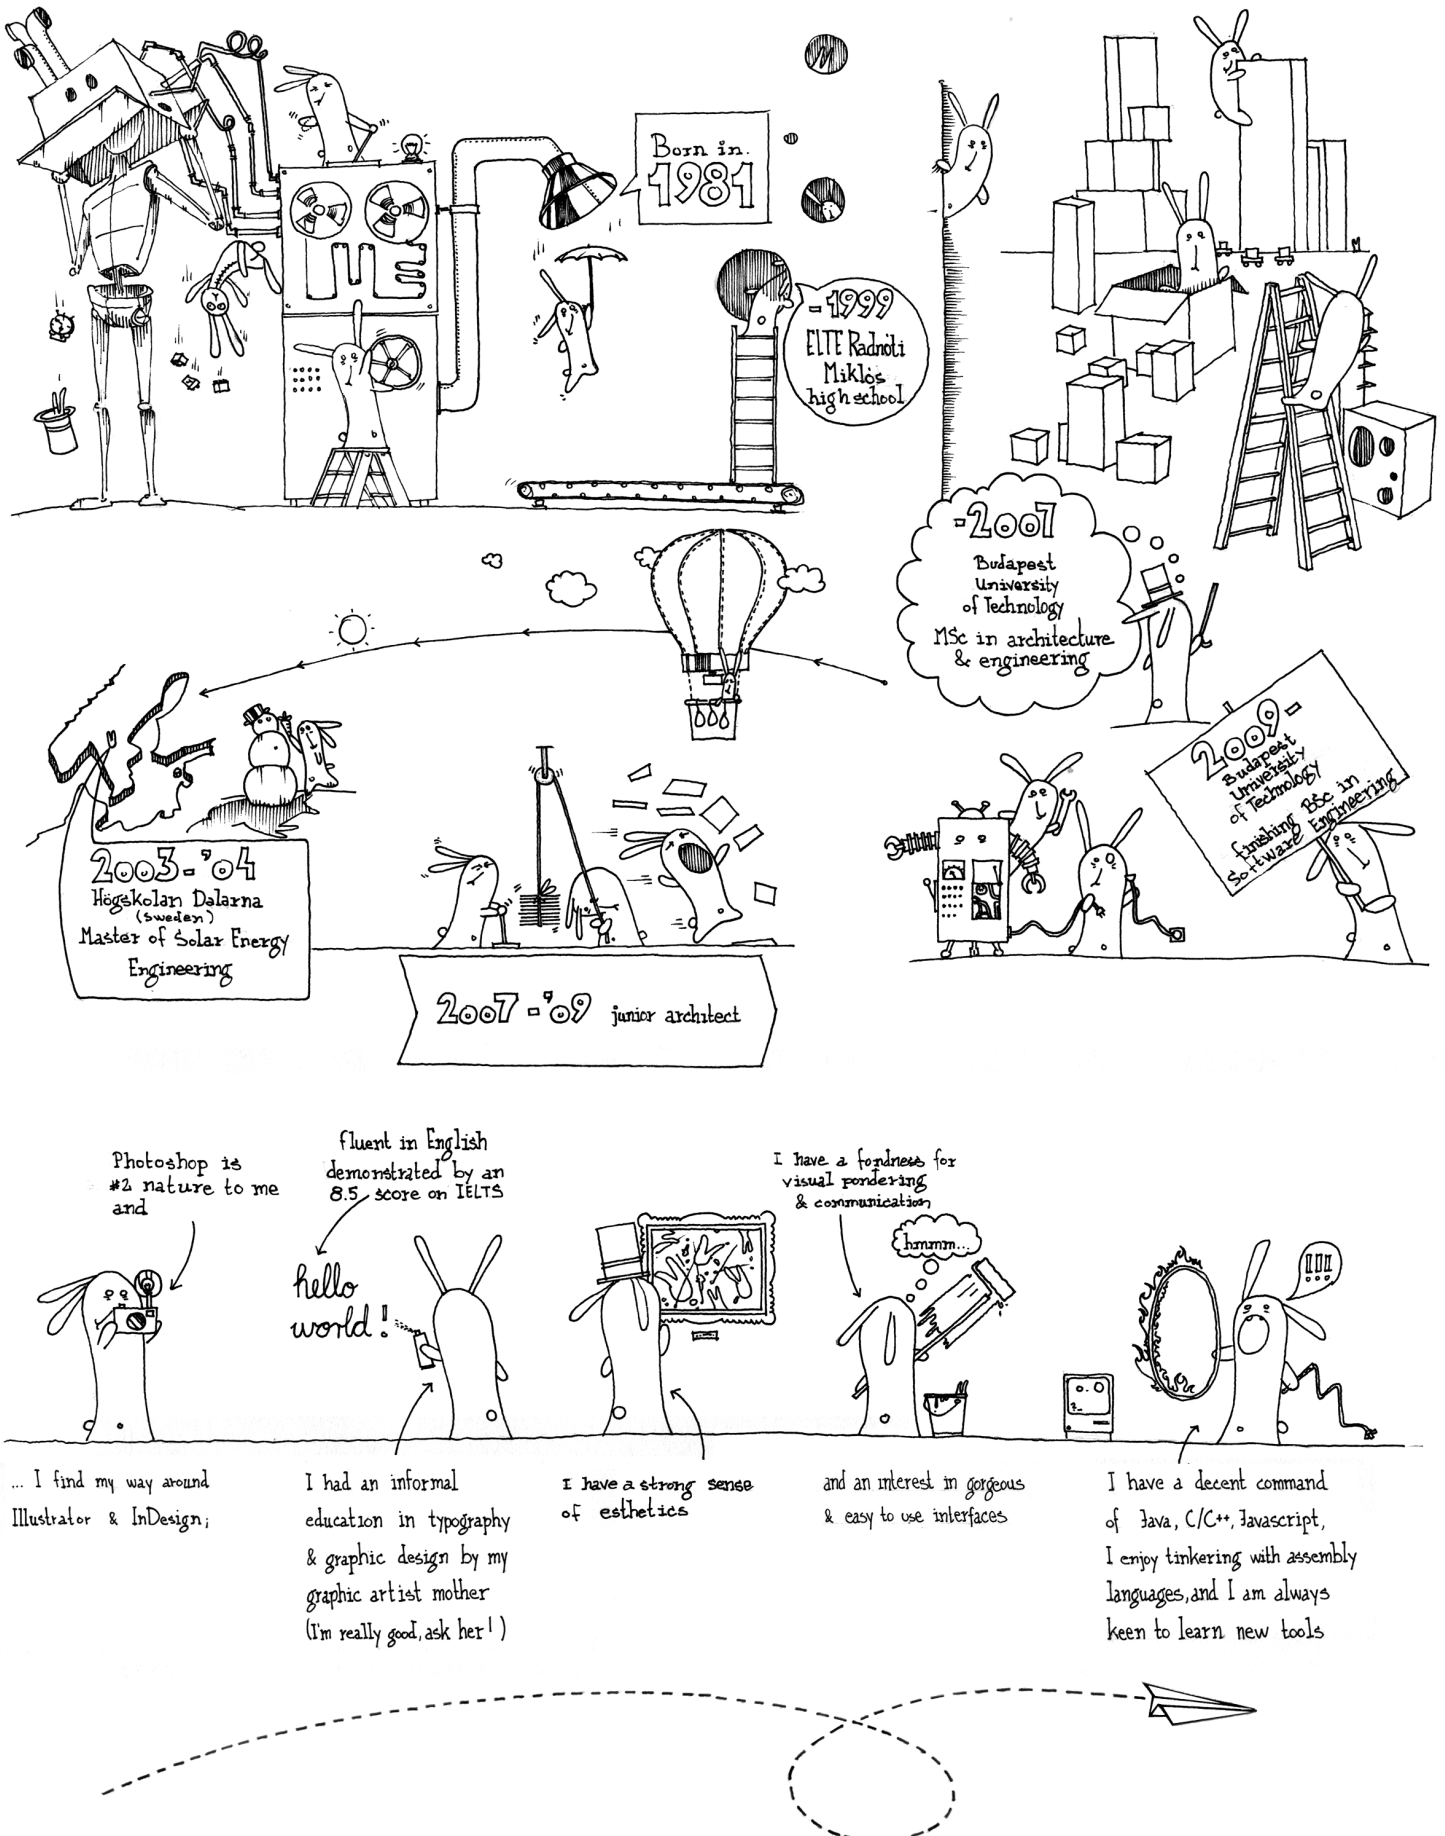 ME
Born in
1981
-1999
ELTE Radnóti
Miklós
high school
-2007
Budapest
University
of Technology
MSc in architecture
& engineering
2009-
Budapest
University
of Technology
finishing BSc in
Software Engineering
2003-'04
Högskolan Dalarna
(Sweden)
Master of Solar Energy
Engineering
2007-'09 junior architect
Photoshop is
#2 nature to me
and
fluent in English
demonstrated by an
8.5 score on IELTS
I have a fondness for
visual pondering
& communication
hmmm...
hello
world!
!!!
... I find my way around
Illustrator & InDesign;
I had an informal
education in typography
& graphic design by my
graphic artist mother
(I'm really good, ask her!)
I have a strong sense
of esthetics
and an interest in gorgeous
& easy to use interfaces
I have a decent command
of Java, C/C++, Javascript,
I enjoy tinkering with assembly
languages, and I am always
keen to learn new tools